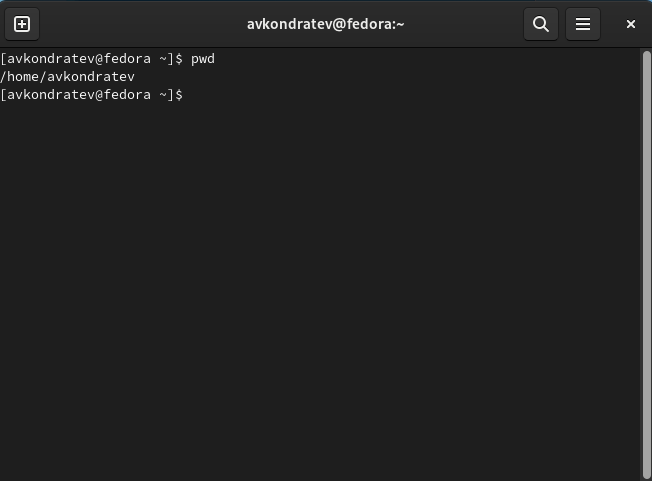 avkondratev@fedora:~
[avkondratev@fedora ~]$ pwd
/home/avkondratev
[avkondratev@fedora ~]$